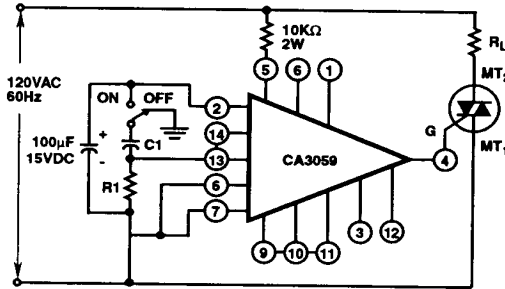 10KΩ
2W
R_L
MT2
120VAC
60Hz
ON
OFF
100μF
15VDC
+
-
C1
R1
5
6
1
2
14
13
6
7
CA3059
G
4
MT1
9
10
11
3
12